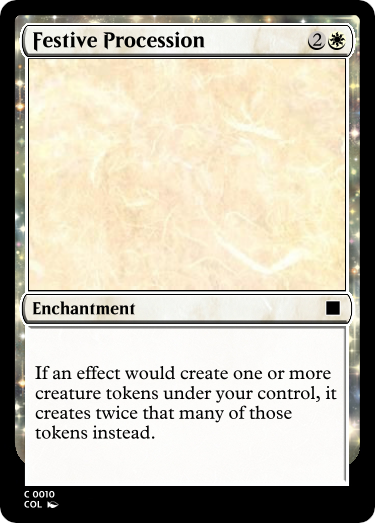 Festive Procession 2
Enchantment
If an effect would create one or more
creature tokens under your control, it
creates twice that many of those
tokens instead.
C 0010
COL